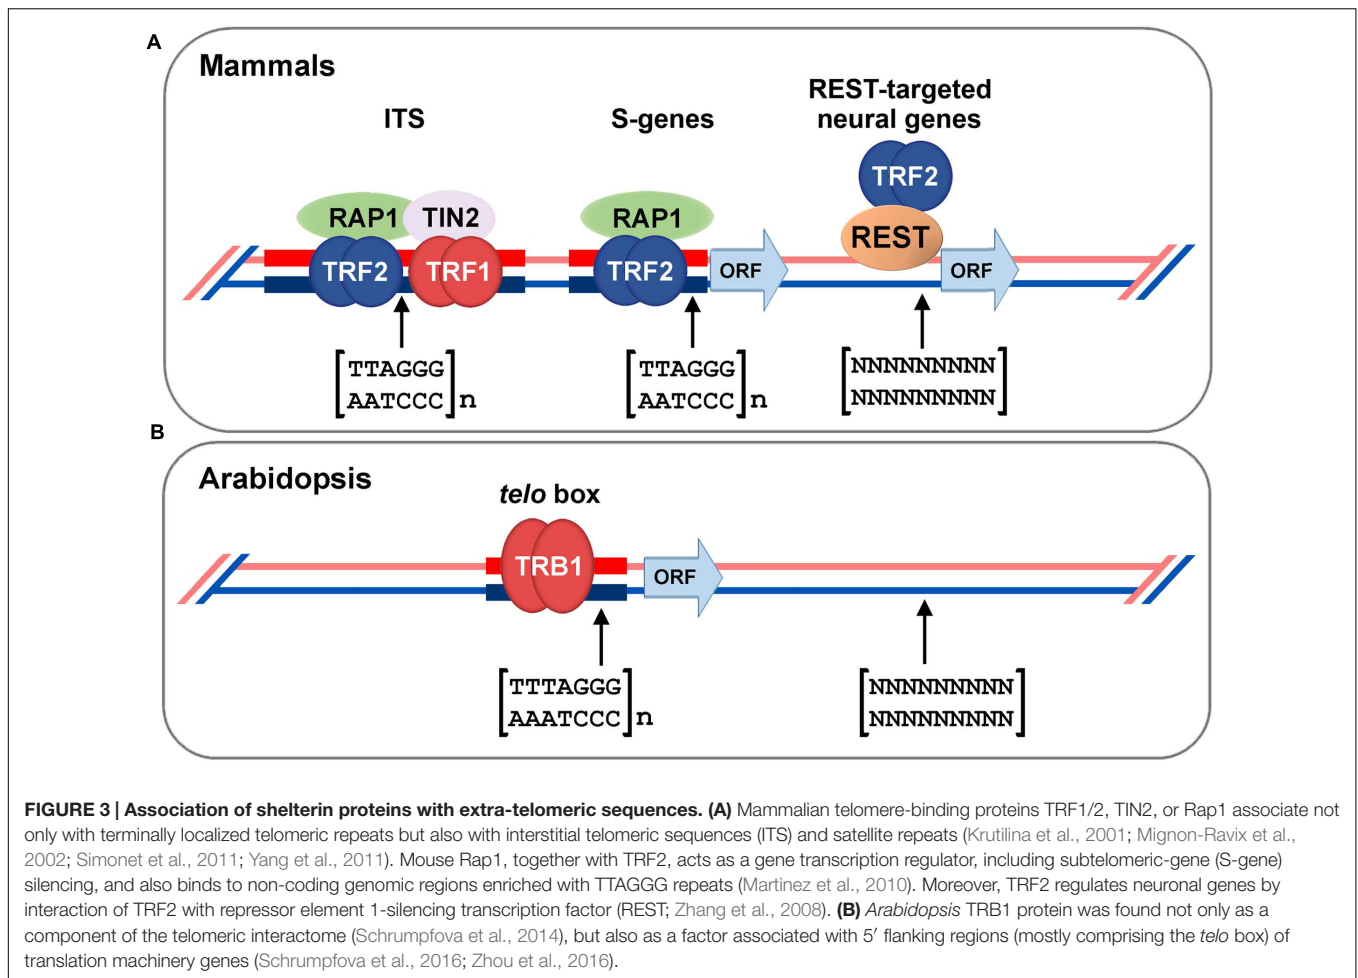 A
Mammals
ITS
S-genes
REST-targeted
neural genes
TRF2
RAP1
TIN2
RAP1
REST
TRF2
TRF1
TRF2
ORF
ORF
[TTAGGG
AATCCC]n
[TTAGGG
AATCCC]n
[NNNNNNNNN
NNNNNNNNN]
B
Arabidopsis
telo box
TRB1
ORF
[TTTAGGG
AAATCCC]n
[NNNNNNNNN
NNNNNNNNN]
FIGURE 3 | Association of shelterin proteins with extra-telomeric sequences. (A) Mammalian telomere-binding proteins TRF1/2, TIN2, or Rap1 associate not
only with terminally localized telomeric repeats but also with interstitial telomeric sequences (ITS) and satellite repeats (Krutilina et al., 2001; Mignon-Ravix et al.,
2002; Simonet et al., 2011; Yang et al., 2011). Mouse Rap1, together with TRF2, acts as a gene transcription regulator, including subtelomeric-gene (S-gene)
silencing, and also binds to non-coding genomic regions enriched with TTAGGG repeats (Martinez et al., 2010). Moreover, TRF2 regulates neuronal genes by
interaction of TRF2 with repressor element 1-silencing transcription factor (REST; Zhang et al., 2008). (B) Arabidopsis TRB1 protein was found not only as a
component of the telomeric interactome (Schrumpfova et al., 2014), but also as a factor associated with 5′ flanking regions (mostly comprising the telo box) of
translation machinery genes (Schrumpfova et al., 2016; Zhou et al., 2016).